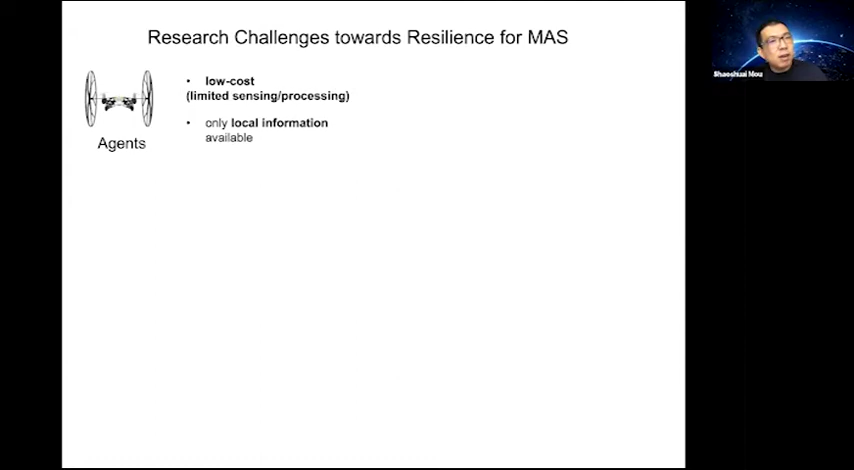 Research Challenges towards Resilience for MAS
• low-cost
(limited sensing/processing)
• only local information
available
Agents
Shaoshuai Mou